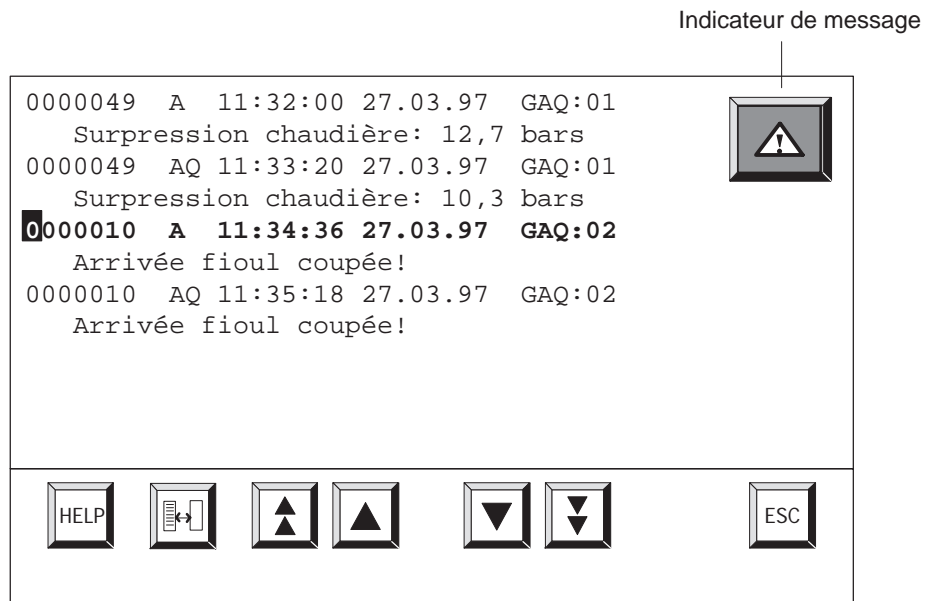 Indicateur de message
0000049 A 11:32:00 27.03.97 GAQ:01
Surpression chaudière: 12,7 bars
0000049 AQ 11:33:20 27.03.97 GAQ:01
Surpression chaudière: 10,3 bars
0000010 A 11:34:36 27.03.97 GAQ:02
Arrivée fioul coupée!
0000010 AQ 11:35:18 27.03.97 GAQ:02
Arrivée fioul coupée!
HELP ESC